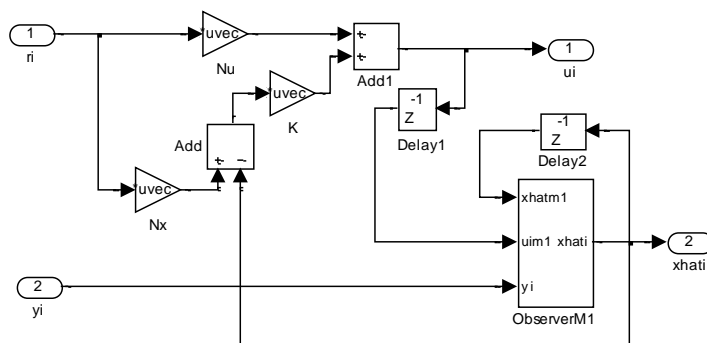 1
ri
uvec
Nu
+
+
Add1
1
ui
uvec
K
-1
Z
Delay1
Add
+
–
-1
Z
Delay2
uvec
Nx
xhatm1
uim1
xhati
yi
ObserverM1
2
xhati
2
yi